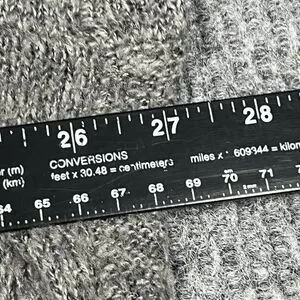 26 27 28
r (m) CONVERSIONS miles x 1 609344 = kilom
(km) feet x 30.48 = centimeters
64 65 66 67 68 69 70 71